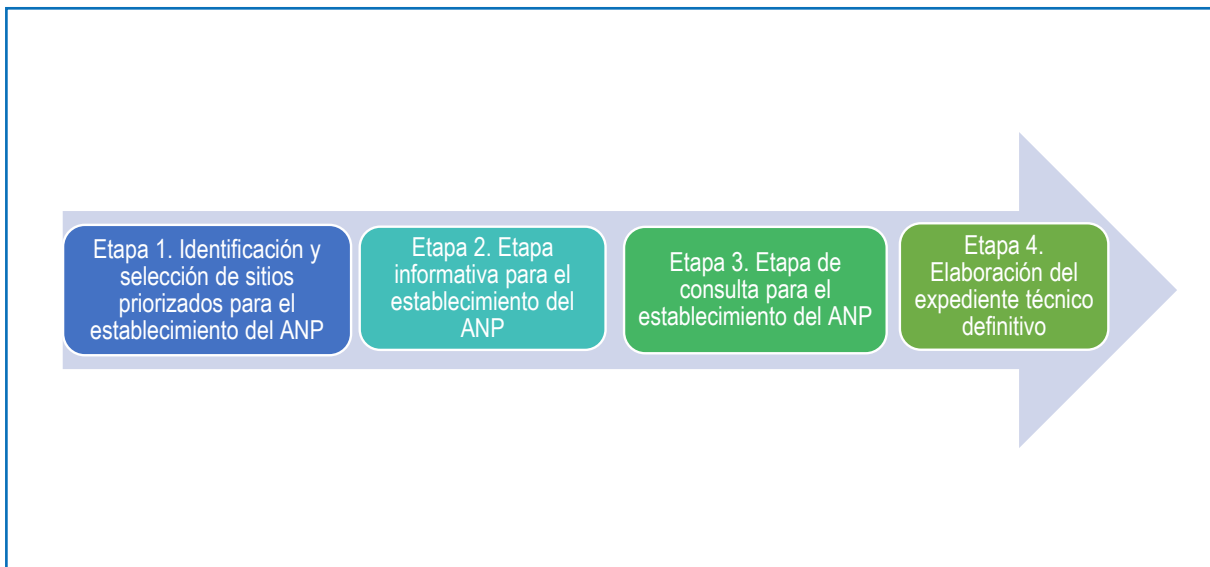 Etapa 1. Identificación y
selección de sitios
priorizados para el
establecimiento del ANP
Etapa 2. Etapa
informativa para el
establecimiento del
ANP
Etapa 3. Etapa de
consulta para el
establecimiento del ANP
Etapa 4.
Elaboración del
expediente técnico
definitivo